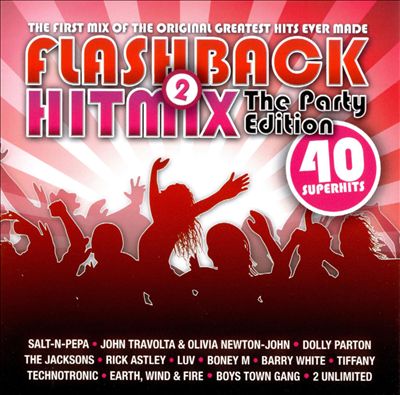 THE FIRST MIX OF THE ORIGINAL GREATEST HITS EVER MADE
FLASHBACK
HITMIX 2 The Party
Edition
40
SUPERHITS
SALT-N-PEPA • JOHN TRAVOLTA & OLIVIA NEWTON-JOHN • DOLLY PARTON
THE JACKSONS • RICK ASTLEY • LUV • BONEY M • BARRY WHITE • TIFFANY
TECHNOTRONIC • EARTH, WIND & FIRE • BOYS TOWN GANG • 2 UNLIMITED